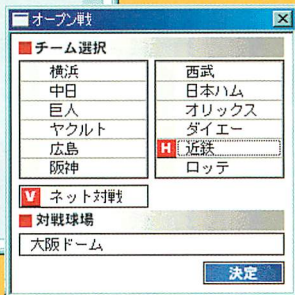 オープン戦
チーム選択
横浜
中日
巨人
ヤクルト
広島
阪神
西武
日本ハム
オリックス
ダイエー
H 近鉄
ロッテ
V ネット対戦
対戦球場
大阪ドーム
決定